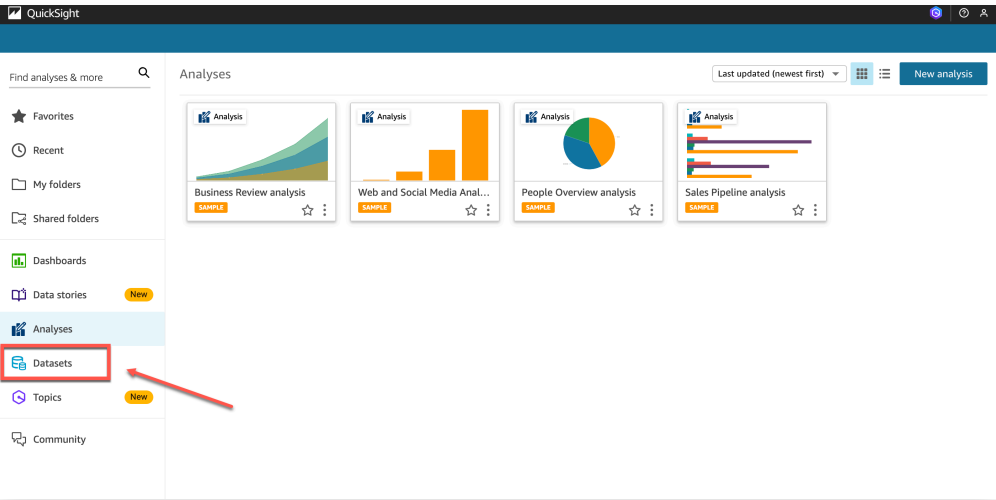 QuickSight
Find analyses & more
Favorites
Recent
My folders
Shared folders
Dashboards
Data stories New
Analyses
Datasets
Topics New
Community
Analyses
Last updated (newest first)
New analysis
Analysis
Business Review analysis
SAMPLE
Analysis
Web and Social Media Anal...
SAMPLE
Analysis
People Overview analysis
SAMPLE
Analysis
Sales Pipeline analysis
SAMPLE